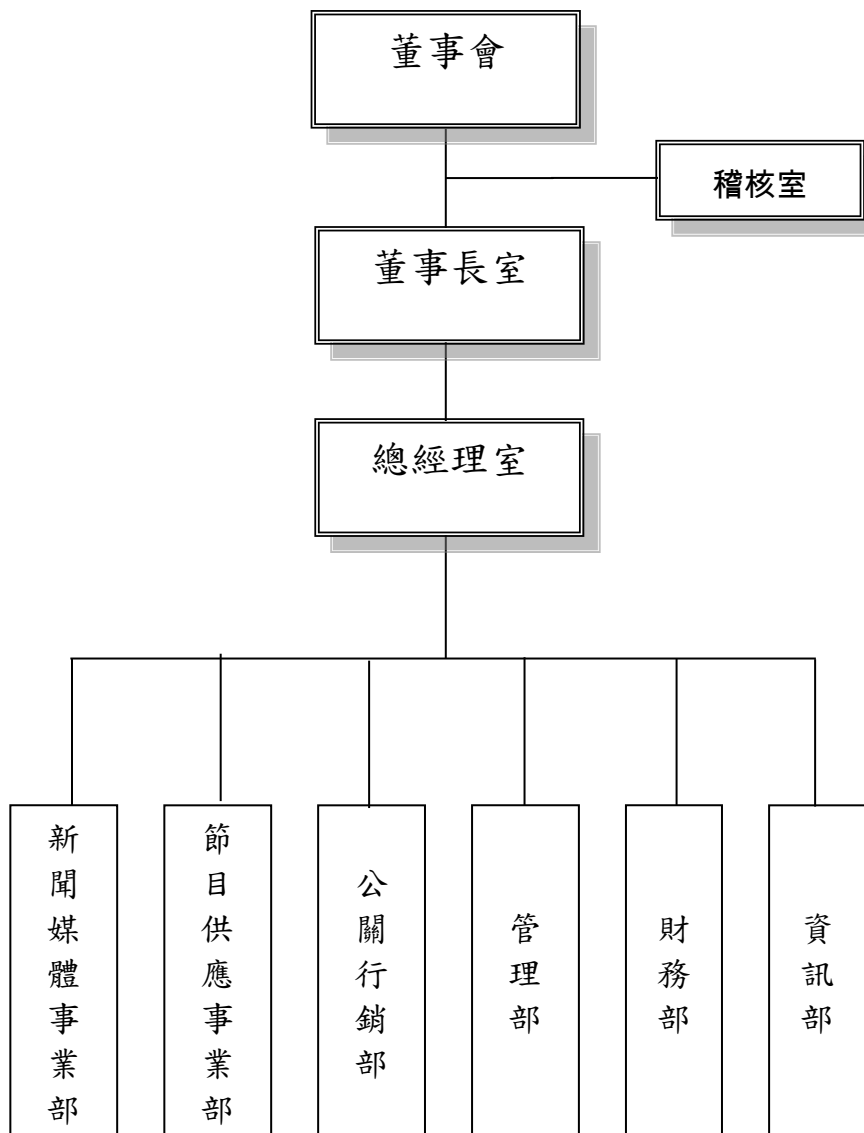 董事會
稽核室
董事長室
總經理室
新聞媒體事業部
節目供應事業部
公關行銷部
管理部
財務部
資訊部